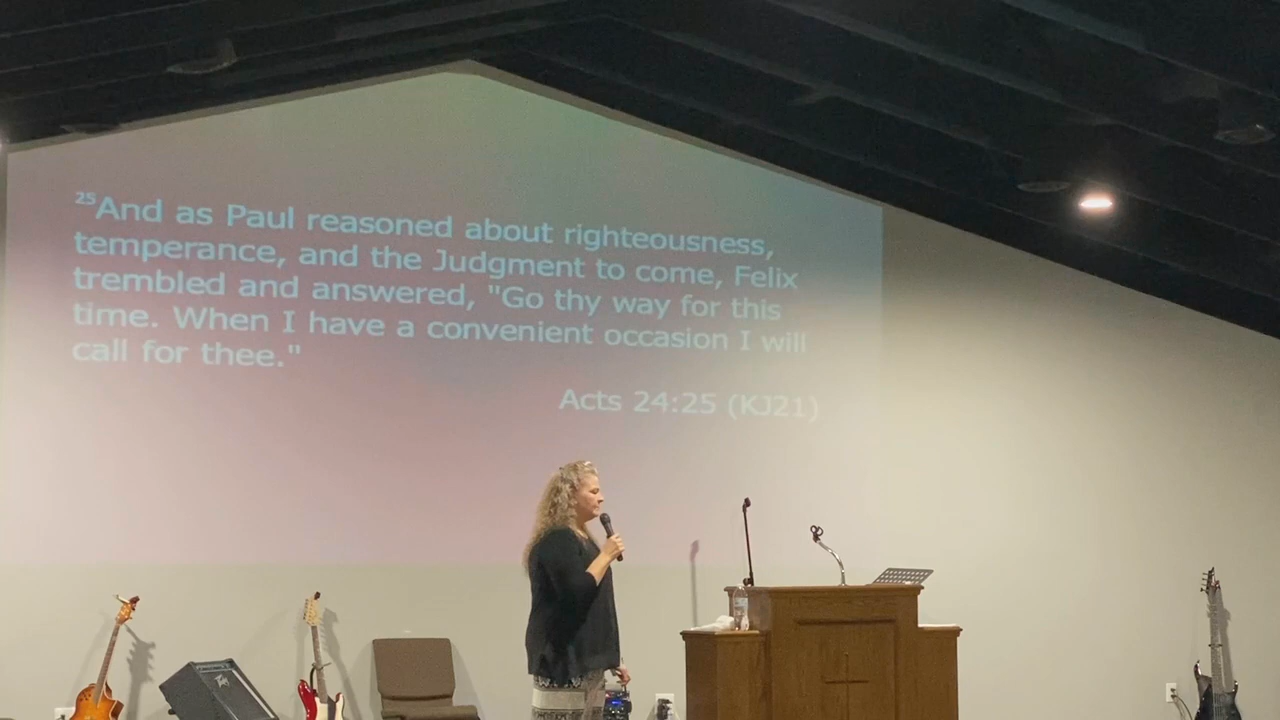 25And as Paul reasoned about righteousness,
temperance, and the Judgment to come, Felix
trembled and answered, "Go thy way for this
time. When I have a convenient occasion I will
call for thee."
Acts 24:25 (KJ21)